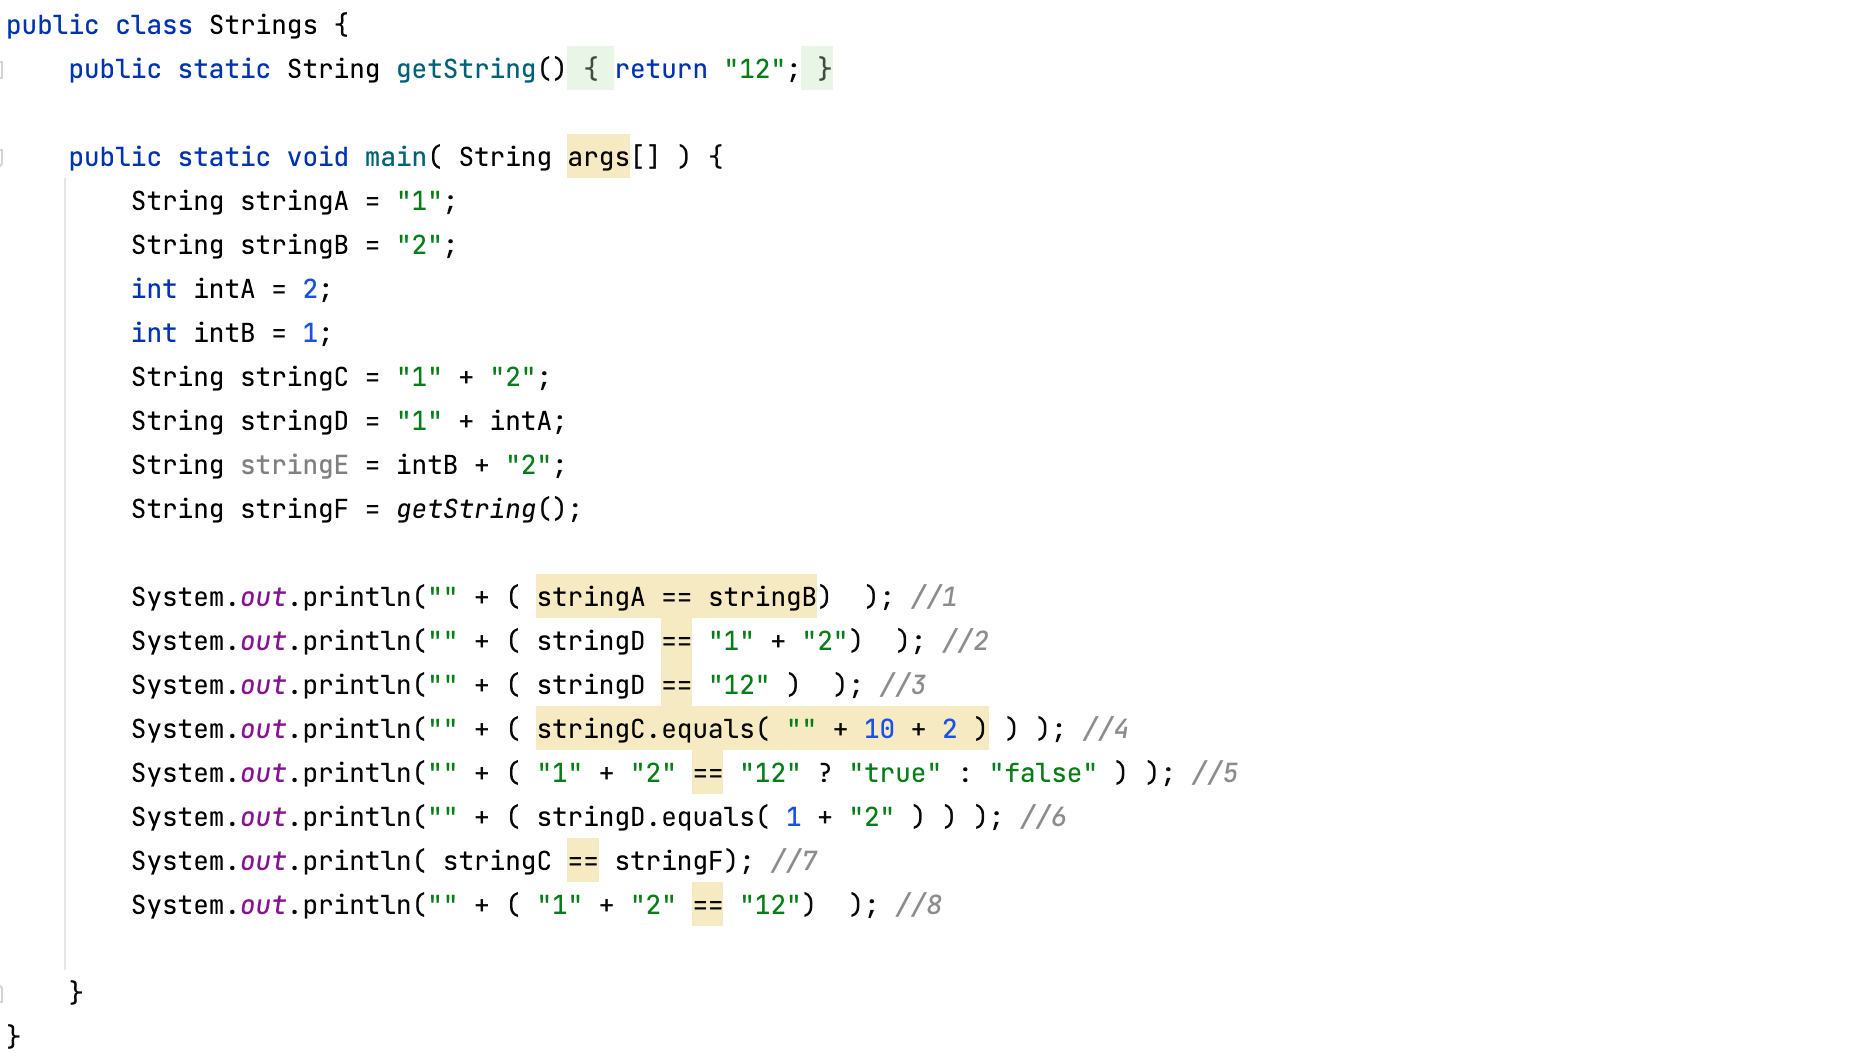 public class Strings {
    public static String getString() { return "12"; }

    public static void main( String args[] ) {
        String stringA = "1";
        String stringB = "2";
        int intA = 2;
        int intB = 1;
        String stringC = "1" + "2";
        String stringD = "1" + intA;
        String stringE = intB + "2";
        String stringF = getString();

        System.out.println("" + ( stringA == stringB)  ); //1
        System.out.println("" + ( stringD == "1" + "2")  ); //2
        System.out.println("" + ( stringD == "12" )  ); //3
        System.out.println("" + ( stringC.equals( "" + 10 + 2 ) ) ); //4
        System.out.println("" + ( "1" + "2" == "12" ? "true" : "false" ) ); //5
        System.out.println("" + ( stringD.equals( 1 + "2" ) ) ); //6
        System.out.println( stringC == stringF); //7
        System.out.println("" + ( "1" + "2" == "12")  ); //8

    }
}